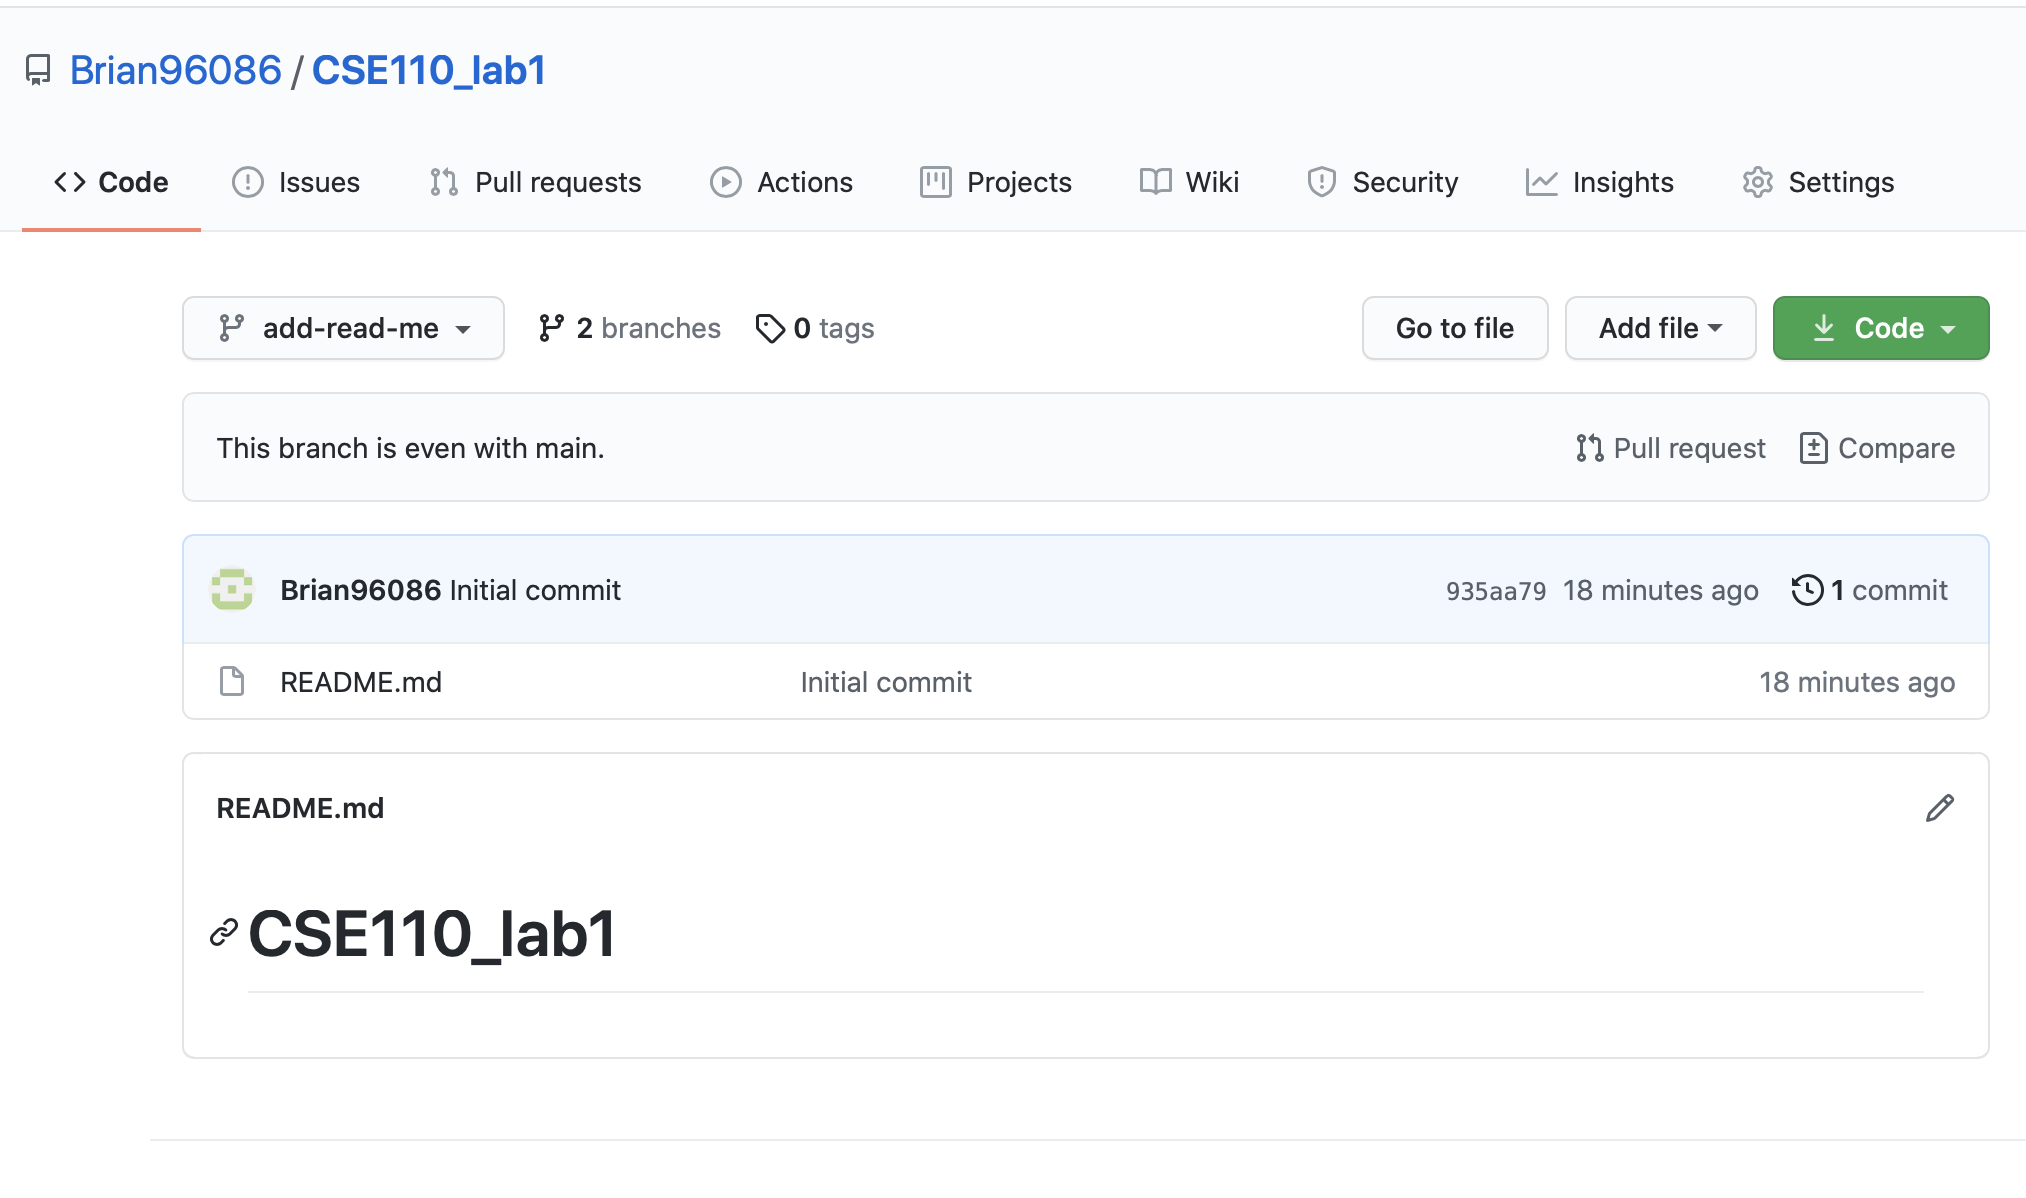 Brian96086 / CSE110_lab1
Code Issues Pull requests Actions Projects Wiki Security Insights Settings
add-read-me 2 branches 0 tags Go to file Add file Code
This branch is even with main. Pull request Compare
Brian96086 Initial commit 935aa79 18 minutes ago 1 commit
README.md Initial commit 18 minutes ago
README.md
CSE110_lab1